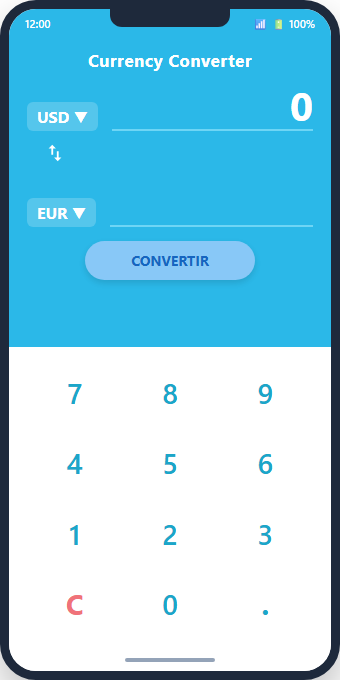 12:00 100%
Currency Converter
USD ▼ 0
EUR ▼
CONVERTIR
7 8 9
4 5 6
1 2 3
C 0 .